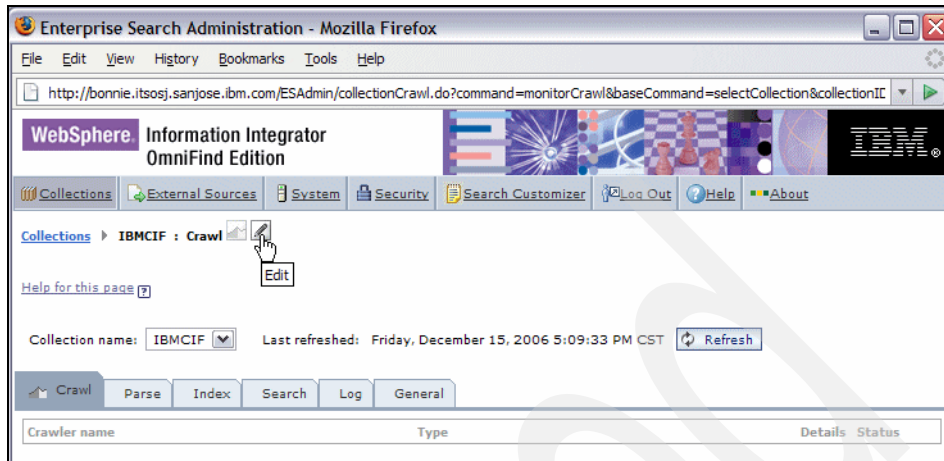 Enterprise Search Administration - Mozilla Firefox
File Edit View History Bookmarks Tools Help
http://bonnie.itsosj.sanjose.ibm.com/ESAdmin/collectionCrawl.do?command=monitorCrawl&baseCommand=selectCollection&collectionID
WebSphere. Information Integrator
OmniFind Edition
IBM®
Collections External Sources System Security Search Customizer Log Out Help About
Collections IBMCIF : Crawl
Edit
Help for this page ?
Collection name: IBMCIF Last refreshed: Friday, December 15, 2006 5:09:33 PM CST Refresh
Crawl Parse Index Search Log General
Crawler name Type Details Status